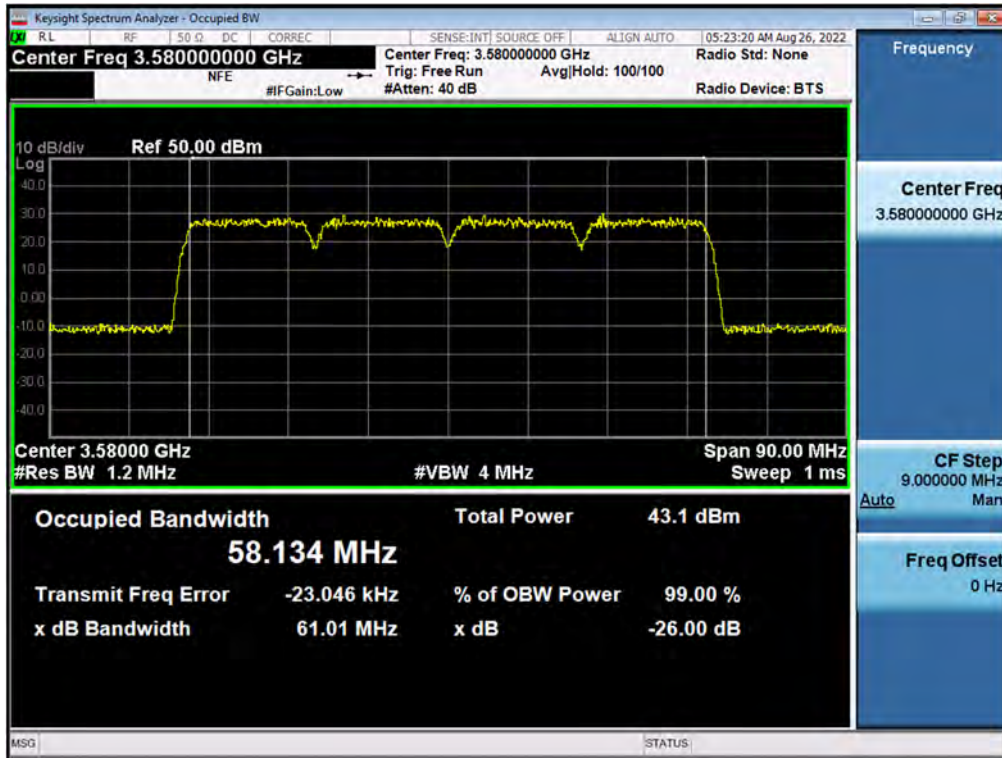 Keysight Spectrum Analyzer - Occupied BW
LXI RL RF 50 Ω DC CORREC SENSE:INT SOURCE OFF ALIGN AUTO 05:23:20 AM Aug 26, 2022
Center Freq 3.580000000 GHz
NFE
#IFGain:Low
Center Freq: 3.580000000 GHz
Trig: Free Run Avg|Hold: 100/100
#Atten: 40 dB
Radio Std: None
Radio Device: BTS
10 dB/div Ref 50.00 dBm
Log
40.0
30.0
20.0
10.0
0.00
-10.0
-20.0
-30.0
-40.0
Center 3.58000 GHz Span 90.00 MHz
#Res BW 1.2 MHz #VBW 4 MHz Sweep 1 ms
Occupied Bandwidth Total Power 43.1 dBm
58.134 MHz
Transmit Freq Error -23.046 kHz % of OBW Power 99.00 %
x dB Bandwidth 61.01 MHz x dB -26.00 dB
MSG STATUS
Frequency
Center Freq
3.580000000 GHz
CF Step
9.000000 MHz
Auto Man
Freq Offset
0 Hz